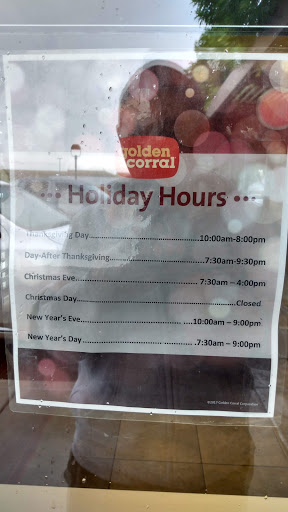 golden
corral
••• Holiday Hours •••
Thanksgiving Day.......................................10:00am-8:00pm
Day-After Thanksgiving...............................7:30am-9:30pm
Christmas Eve.......................................... 7:30am – 4:00pm
Christmas Day.....................................................Closed
New Year's Eve...................................10:00am – 9:00pm
New Year's Day ......................................7:30am – 9:00pm